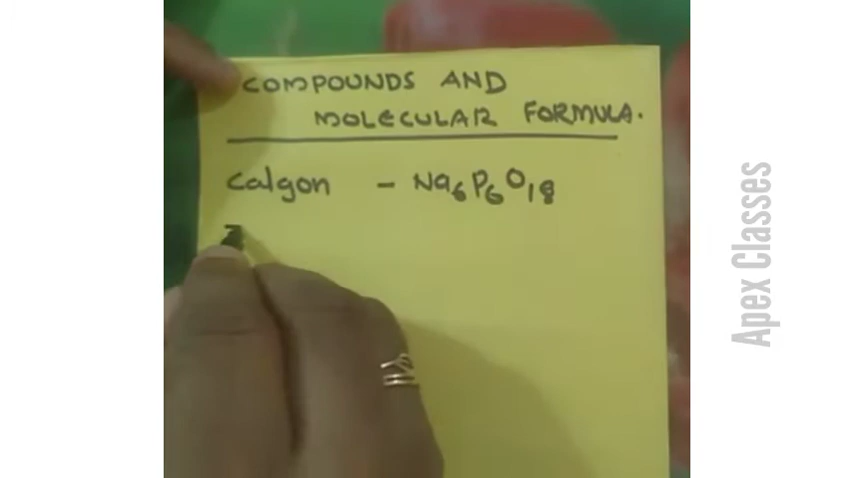 COMPOUNDS AND
MOLECULAR FORMULA.
Calgon - Na₆P₆O₁₈
Apex Classes